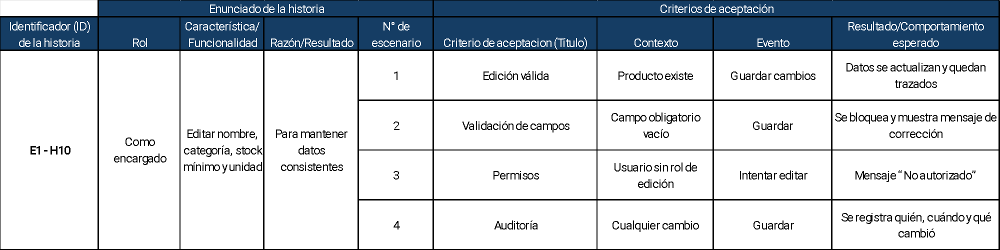 Enunciado de la historia
Criterios de aceptación
Identificador (ID)
de la historia
Rol
Característica/
Funcionalidad
Razón/Resultado
N° de
escenario
Criterio de aceptacion (Título)
Contexto
Evento
Resultado/Comportamiento
esperado
E1 - H10
Como
encargado
Editar nombre,
categoría, stock
mínimo y unidad
Para mantener
datos
consistentes
1
Edición válida
Producto existe
Guardar cambios
Datos se actualizan y quedan
trazados
2
Validación de campos
Campo obligatorio
vacío
Guardar
Se bloquea y muestra mensaje de
corrección
3
Permisos
Usuario sin rol de
edición
Intentar editar
Mensaje “No autorizado”
4
Auditoría
Cualquier cambio
Guardar
Se registra quién, cuándo y qué
cambió